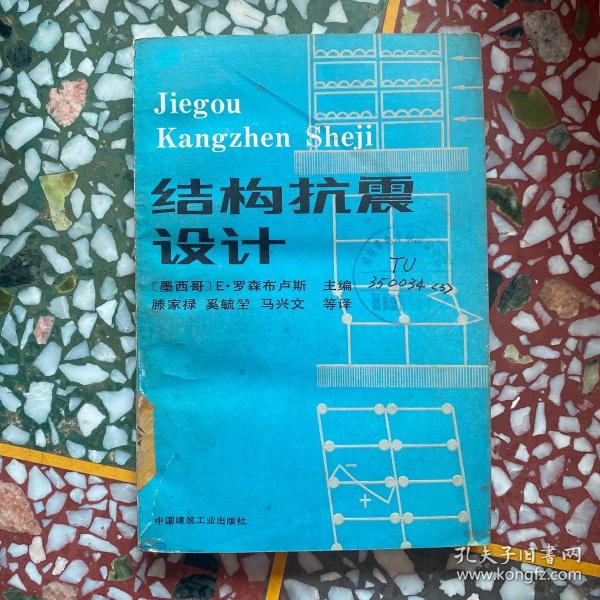 Jiegou
Kangzhen Sheji
结构抗震
设计
〔墨西哥〕E·罗森布卢斯 主编
滕家禄 奚毓堃 马兴文 等译
TU
350034<3>
+
中国建筑工业出版社
孔夫子旧书网
www.kongfz.com